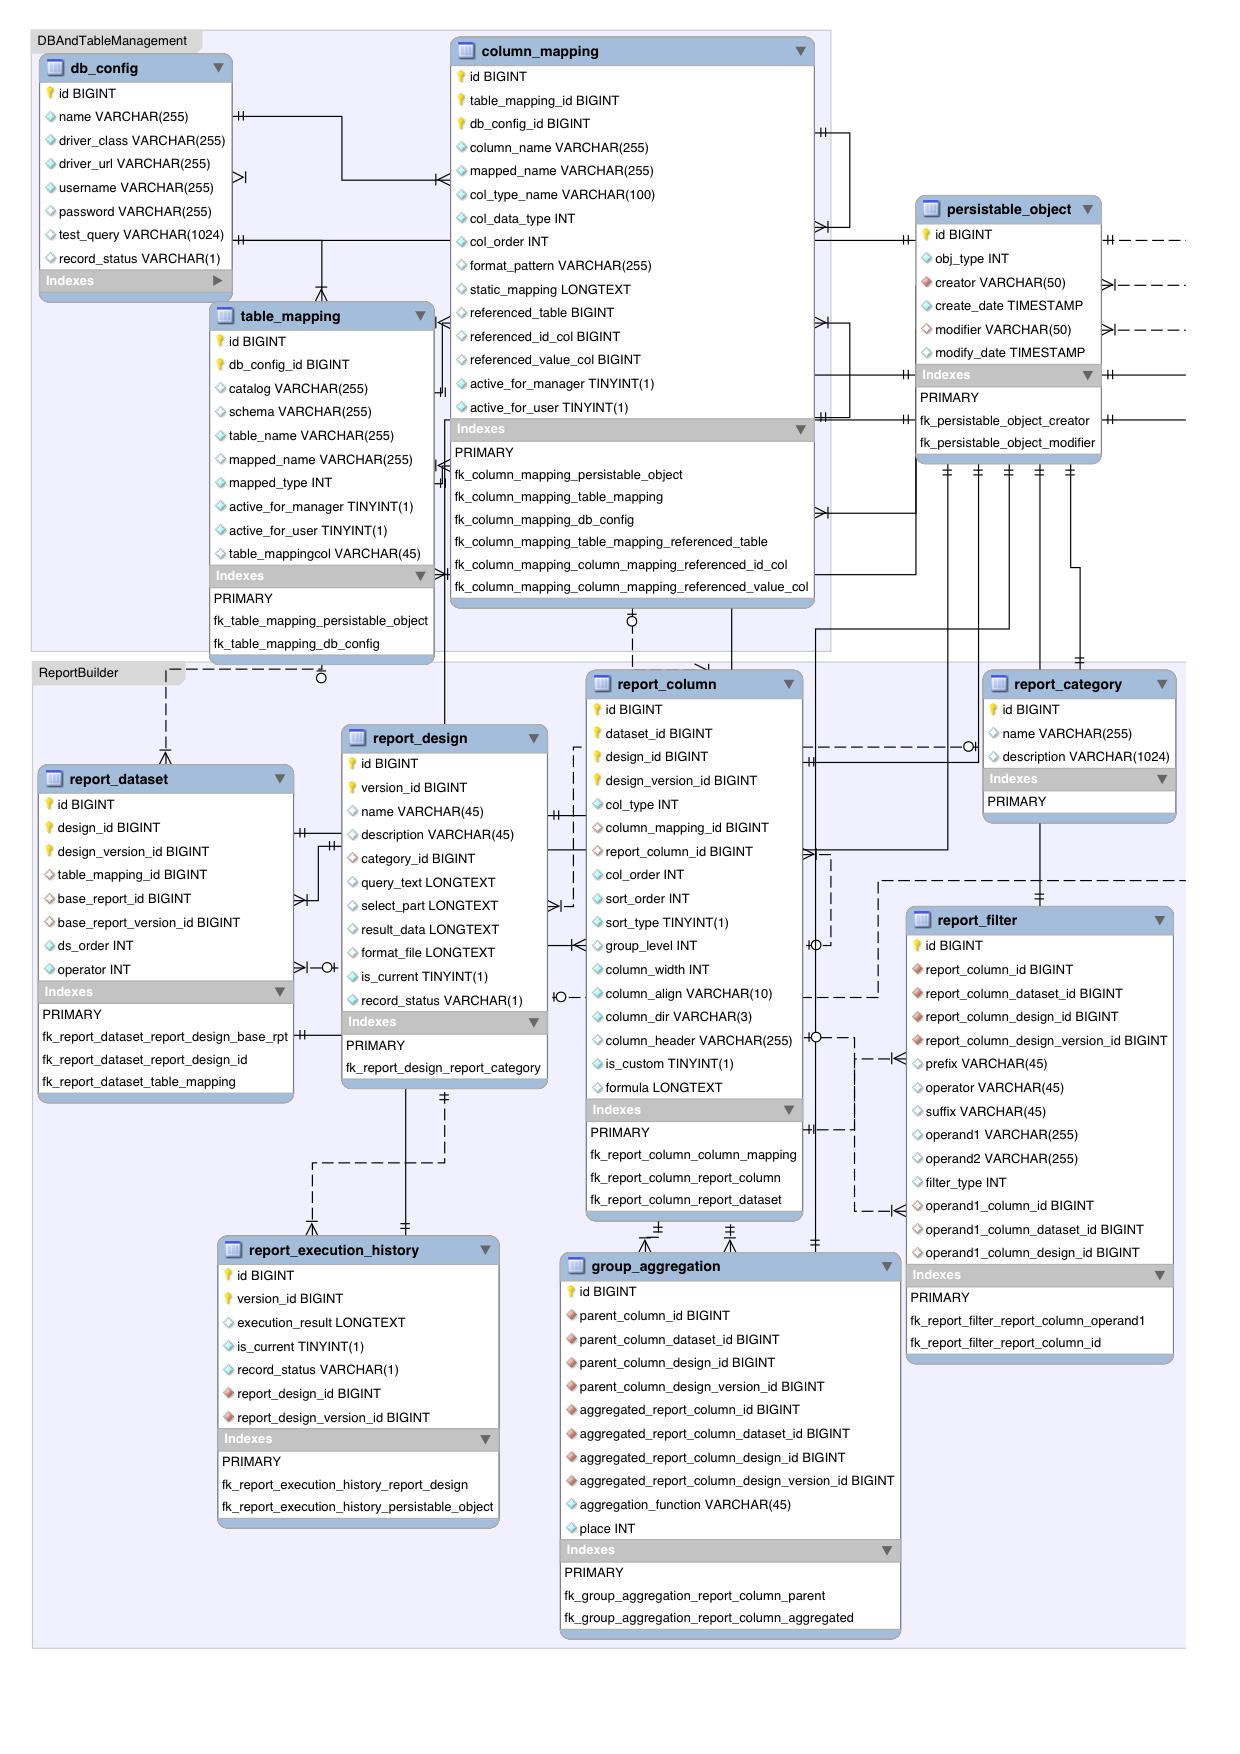 DBAndTableManagement
db_config
id BIGINT
name VARCHAR(255)
driver_class VARCHAR(255)
driver_url VARCHAR(255)
username VARCHAR(255)
password VARCHAR(255)
test_query VARCHAR(1024)
record_status VARCHAR(1)
Indexes
column_mapping
id BIGINT
table_mapping_id BIGINT
db_config_id BIGINT
column_name VARCHAR(255)
mapped_name VARCHAR(255)
col_type_name VARCHAR(100)
col_data_type INT
col_order INT
format_pattern VARCHAR(255)
static_mapping LONGTEXT
referenced_table BIGINT
referenced_id_col BIGINT
referenced_value_col BIGINT
active_for_manager TINYINT(1)
active_for_user TINYINT(1)
Indexes
PRIMARY
fk_column_mapping_persistable_object
fk_column_mapping_table_mapping
fk_column_mapping_db_config
fk_column_mapping_table_mapping_referenced_table
fk_column_mapping_column_mapping_referenced_id_col
fk_column_mapping_column_mapping_referenced_value_col
persistable_object
id BIGINT
obj_type INT
creator VARCHAR(50)
create_date TIMESTAMP
modifier VARCHAR(50)
modify_date TIMESTAMP
Indexes
PRIMARY
fk_persistable_object_creator
fk_persistable_object_modifier
table_mapping
id BIGINT
db_config_id BIGINT
catalog VARCHAR(255)
schema VARCHAR(255)
table_name VARCHAR(255)
mapped_name VARCHAR(255)
mapped_type INT
active_for_manager TINYINT(1)
active_for_user TINYINT(1)
table_mappingcol VARCHAR(45)
Indexes
PRIMARY
fk_table_mapping_persistable_object
fk_table_mapping_db_config
ReportBuilder
report_dataset
id BIGINT
design_id BIGINT
design_version_id BIGINT
table_mapping_id BIGINT
base_report_id BIGINT
base_report_version_id BIGINT
ds_order INT
operator INT
Indexes
PRIMARY
fk_report_dataset_report_design_base_rpt
fk_report_dataset_report_design_id
fk_report_dataset_table_mapping
report_design
id BIGINT
version_id BIGINT
name VARCHAR(45)
description VARCHAR(45)
category_id BIGINT
query_text LONGTEXT
select_part LONGTEXT
result_data LONGTEXT
format_file LONGTEXT
is_current TINYINT(1)
record_status VARCHAR(1)
Indexes
PRIMARY
fk_report_design_report_category
report_column
id BIGINT
dataset_id BIGINT
design_id BIGINT
design_version_id BIGINT
col_type INT
column_mapping_id BIGINT
report_column_id BIGINT
col_order INT
sort_order INT
sort_type TINYINT(1)
group_level INT
column_width INT
column_align VARCHAR(10)
column_dir VARCHAR(3)
column_header VARCHAR(255)
is_custom TINYINT(1)
formula LONGTEXT
Indexes
PRIMARY
fk_report_column_column_mapping
fk_report_column_report_column
fk_report_column_report_dataset
report_category
id BIGINT
name VARCHAR(255)
description VARCHAR(1024)
Indexes
PRIMARY
report_filter
id BIGINT
report_column_id BIGINT
report_column_dataset_id BIGINT
report_column_design_id BIGINT
report_column_design_version_id BIGINT
prefix VARCHAR(45)
operator VARCHAR(45)
suffix VARCHAR(45)
operand1 VARCHAR(255)
operand2 VARCHAR(255)
filter_type INT
operand1_column_id BIGINT
operand1_column_dataset_id BIGINT
operand1_column_design_id BIGINT
Indexes
PRIMARY
fk_report_filter_report_column_operand1
fk_report_filter_report_column_id
report_execution_history
id BIGINT
version_id BIGINT
execution_result LONGTEXT
is_current TINYINT(1)
record_status VARCHAR(1)
report_design_id BIGINT
report_design_version_id BIGINT
Indexes
PRIMARY
fk_report_execution_history_report_design
fk_report_execution_history_persistable_object
group_aggregation
id BIGINT
parent_column_id BIGINT
parent_column_dataset_id BIGINT
parent_column_design_id BIGINT
parent_column_design_version_id BIGINT
aggregated_report_column_id BIGINT
aggregated_report_column_dataset_id BIGINT
aggregated_report_column_design_id BIGINT
aggregated_report_column_design_version_id BIGINT
aggregation_function VARCHAR(45)
place INT
Indexes
PRIMARY
fk_group_aggregation_report_column_parent
fk_group_aggregation_report_column_aggregated